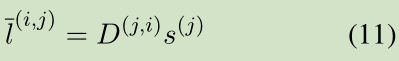 l̄^{(i,j)} = D^{(j,i)} s^{(j)} (11)